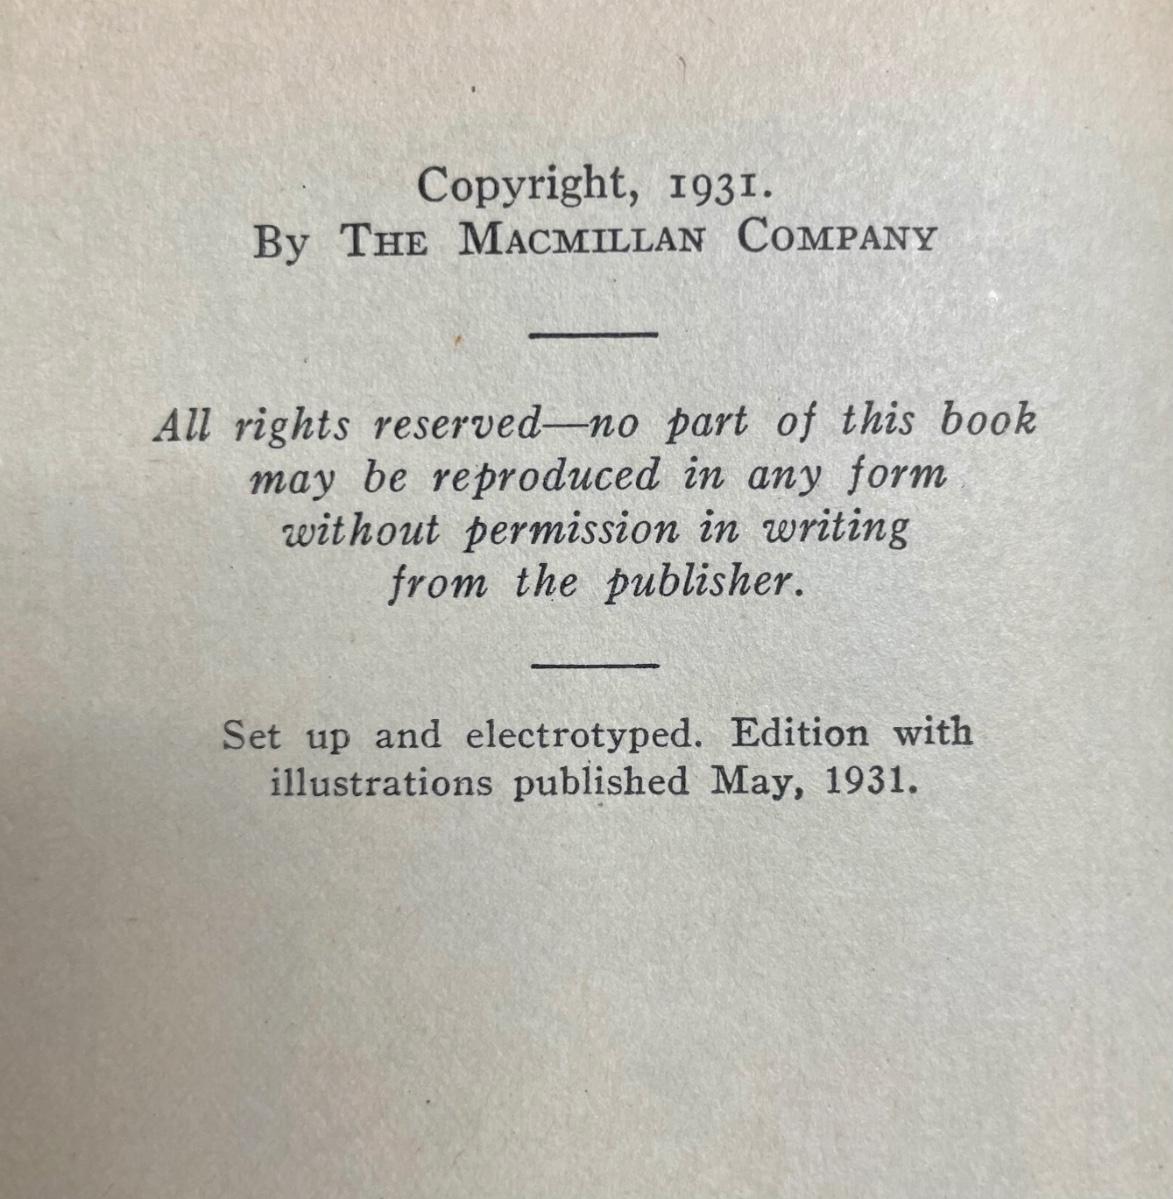 Copyright, 1931.
By The Macmillan Company
All rights reserved—no part of this book
may be reproduced in any form
without permission in writing
from the publisher.
Set up and electrotyped. Edition with
illustrations published May, 1931.